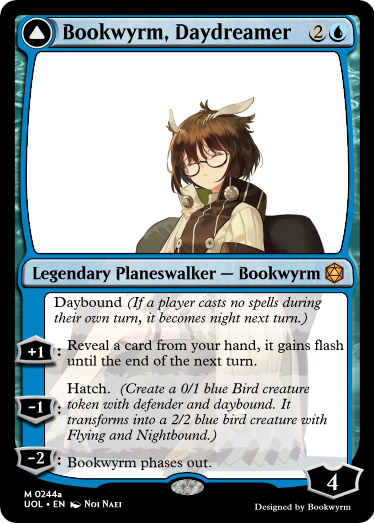 Bookwyrm, Daydreamer 2
Legendary Planeswalker — Bookwyrm
Daybound (If a player casts no spells during
their own turn, it becomes night next turn.)
+1: Reveal a card from your hand, it gains flash
until the end of the next turn.
-1: Hatch. (Create a 0/1 blue Bird creature
token with defender and daybound. It
transforms into a 2/2 blue bird creature with
Flying and Nightbound.)
-2: Bookwyrm phases out.
4
M 0244a
UOL • EN Noi Naei
Designed by Bookwyrm